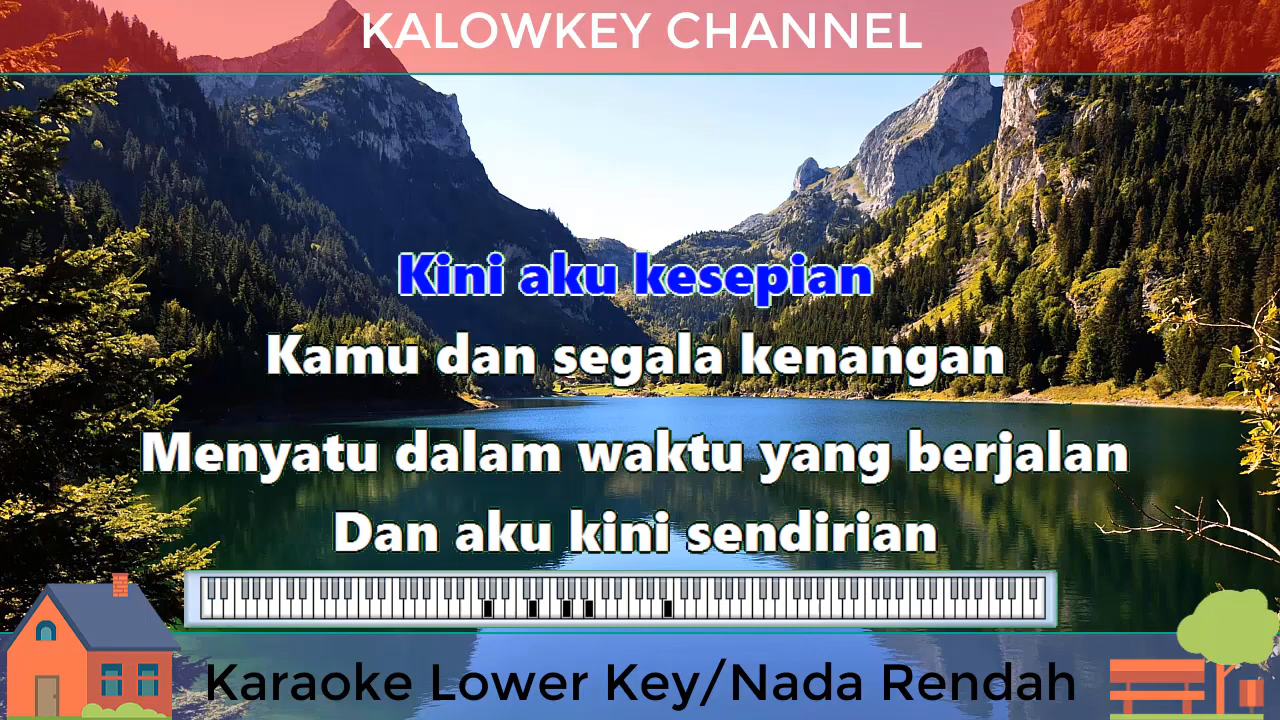 KALOWKEY CHANNEL
Kini aku kesepian
Kamu dan segala kenangan
Menyatu dalam waktu yang berjalan
Dan aku kini sendirian
Karaoke Lower Key/Nada Rendah